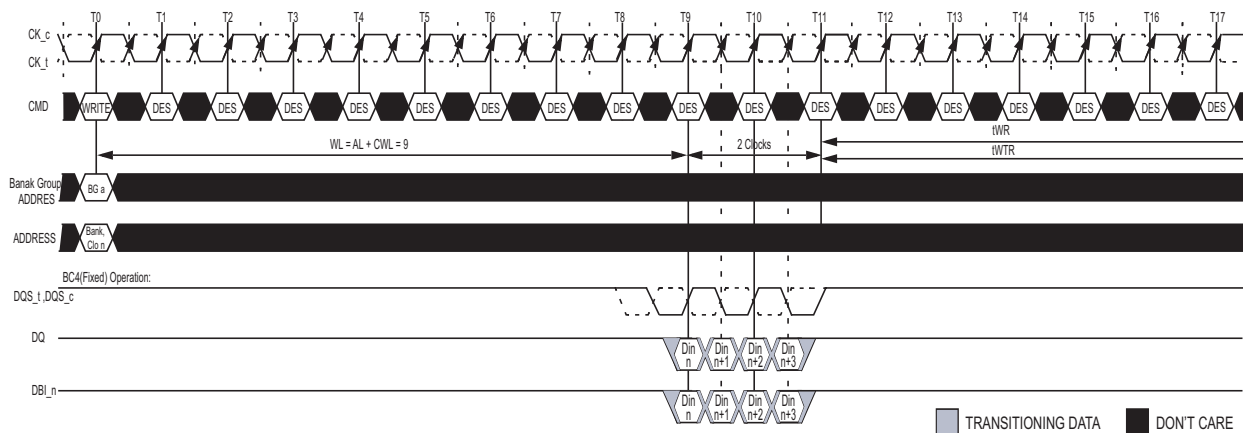 T0 T1 T2 T3 T4 T5 T6 T7 T8 T9 T10 T11 T12 T13 T14 T15 T16 T17
CK_c
CK_t
CMD WRITE DES DES DES DES DES DES DES DES DES DES DES DES DES DES DES DES DES
tWR
WL = AL + CWL = 9 2 Clocks
tWTR
Banak Group
ADDRES
BG a
ADDRESS
Bank,
Clo n
BC4(Fixed) Operation:
DQS_t ,DQS_c
DQ
Din Din Din Din
n n+1 n+2 n+3
DBI_n
Din Din Din Din
n n+1 n+2 n+3
TRANSITIONING DATA DON'T CARE